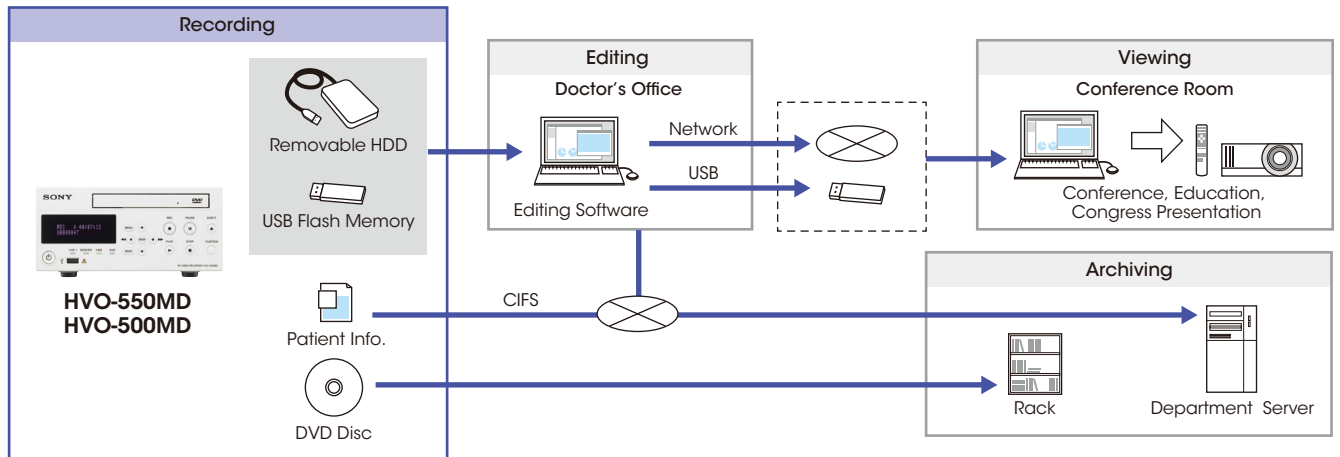 Recording
Removable HDD
USB Flash Memory
SONY
DVD
HVO-550MD
HVO-500MD
Patient Info.
DVD Disc
Editing
Doctor's Office
Editing Software
Network
USB
CIFS
Viewing
Conference Room
Conference, Education,
Congress Presentation
Archiving
Rack
Department Server